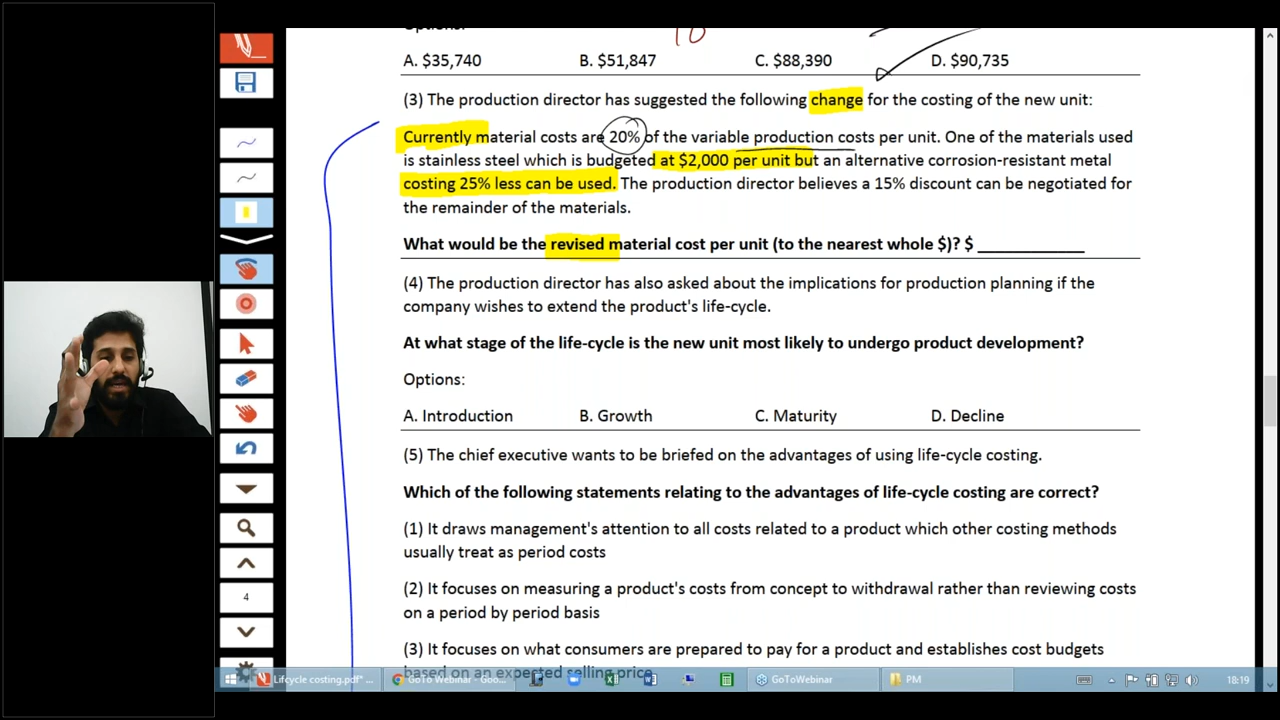 Options:
A. $35,740 B. $51,847 C. $88,390 D. $90,735
(3) The production director has suggested the following change for the costing of the new unit:
Currently material costs are 20% of the variable production costs per unit. One of the materials used
is stainless steel which is budgeted at $2,000 per unit but an alternative corrosion-resistant metal
costing 25% less can be used. The production director believes a 15% discount can be negotiated for
the remainder of the materials.
What would be the revised material cost per unit (to the nearest whole $)? $ ____________
(4) The production director has also asked about the implications for production planning if the
company wishes to extend the product's life-cycle.
At what stage of the life-cycle is the new unit most likely to undergo product development?
Options:
A. Introduction B. Growth C. Maturity D. Decline
(5) The chief executive wants to be briefed on the advantages of using life-cycle costing.
Which of the following statements relating to the advantages of life-cycle costing are correct?
(1) It draws management's attention to all costs related to a product which other costing methods
usually treat as period costs
(2) It focuses on measuring a product's costs from concept to withdrawal rather than reviewing costs
on a period by period basis
(3) It focuses on what consumers are prepared to pay for a product and establishes cost budgets
based on an expected selling price
4
Lifcycle costing.pdf* ... GoTo Webinar - Goo... GoToWebinar PM 18:19